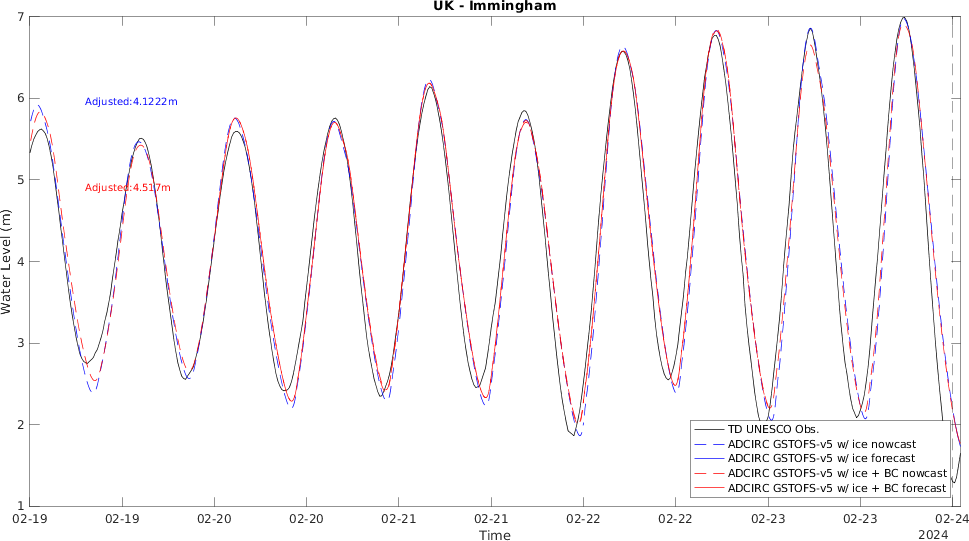 UK - Immingham
7
6
5
4
3
2
1
Water Level (m)
Adjusted:4.1222m
Adjusted:4.517m
TD UNESCO Obs.
ADCIRC GSTOFS-v5 w/ ice nowcast
ADCIRC GSTOFS-v5 w/ ice forecast
ADCIRC GSTOFS-v5 w/ ice + BC nowcast
ADCIRC GSTOFS-v5 w/ ice + BC forecast
02-19 02-19 02-20 02-20 02-21 02-21 02-22 02-22 02-23 02-23 02-24
Time
2024